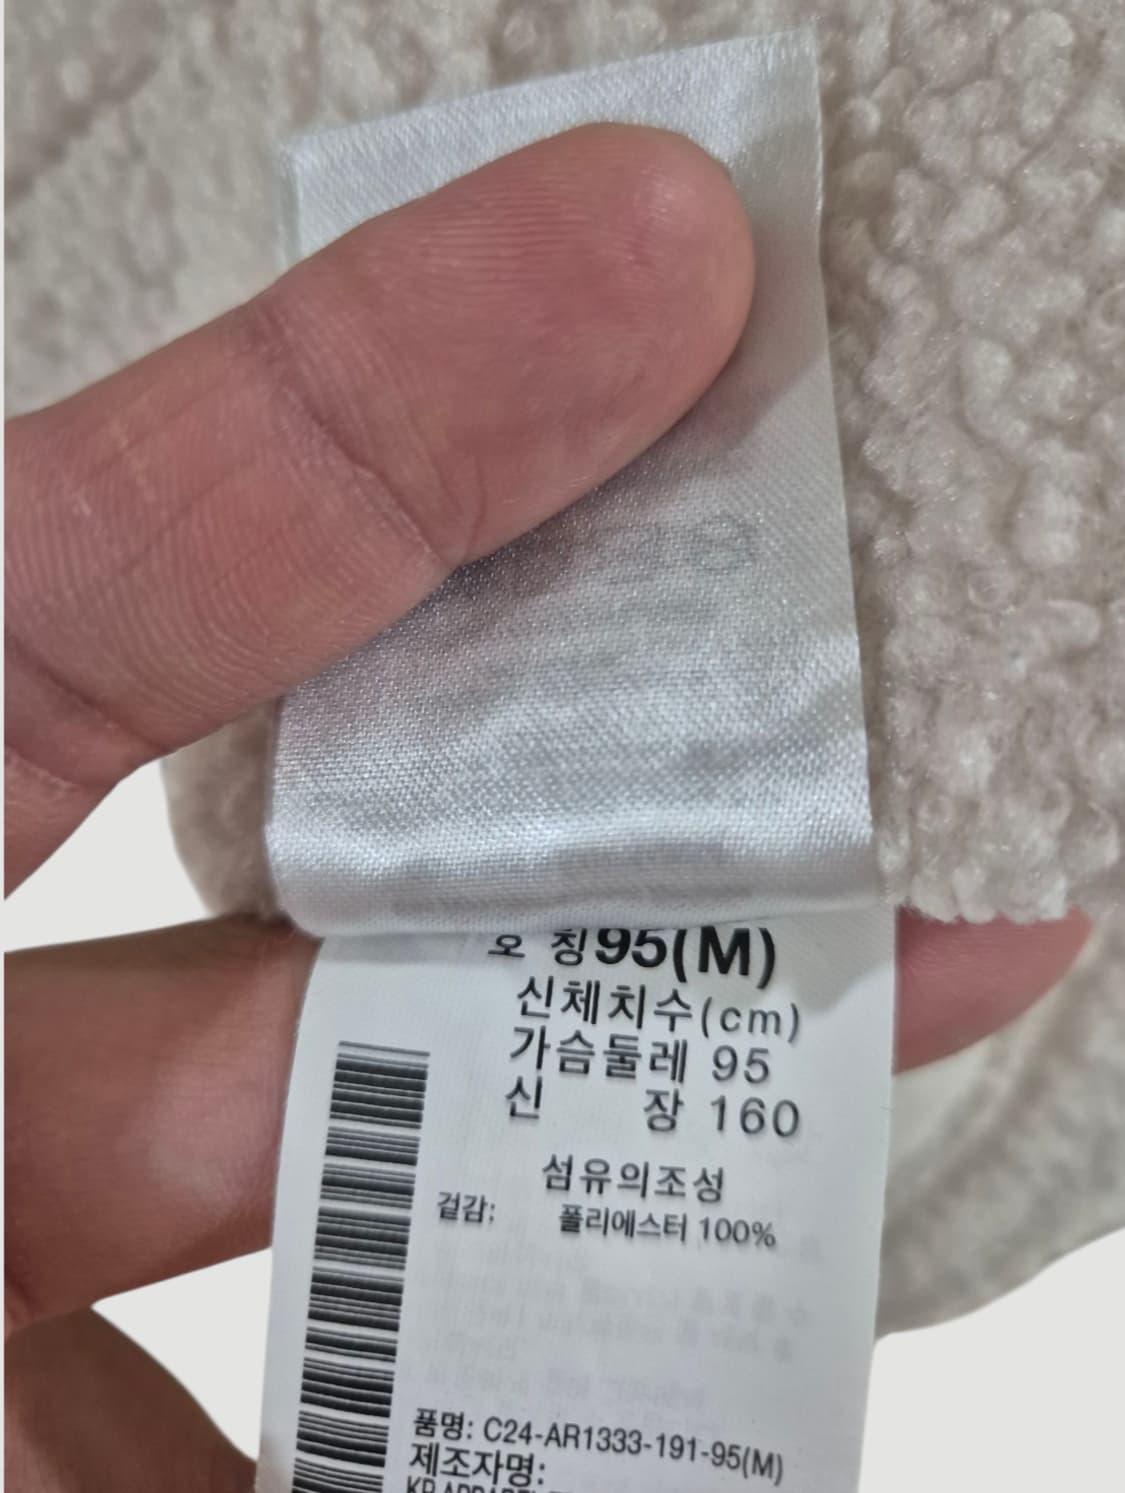 호 칭 95(M)
신체치수(cm)
가슴둘레 95
신 장 160
섬유의조성
겉감; 폴리에스터 100%
품명: C24-AR1333-191-95(M)
제조자명: